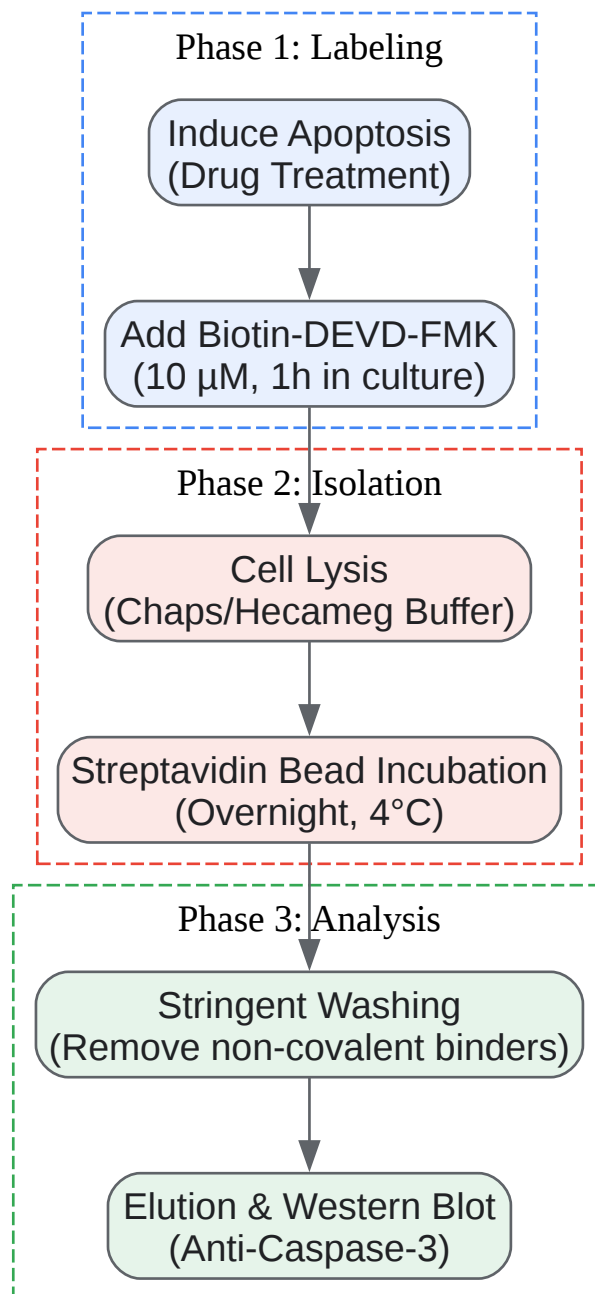 Phase 1: Labeling
Induce Apoptosis
(Drug Treatment)
Add Biotin-DEVD-FMK
(10 µM, 1h in culture)
Phase 2: Isolation
Cell Lysis
(Chaps/Hecameg Buffer)
Streptavidin Bead Incubation
(Overnight, 4°C)
Phase 3: Analysis
Stringent Washing
(Remove non-covalent binders)
Elution & Western Blot
(Anti-Caspase-3)